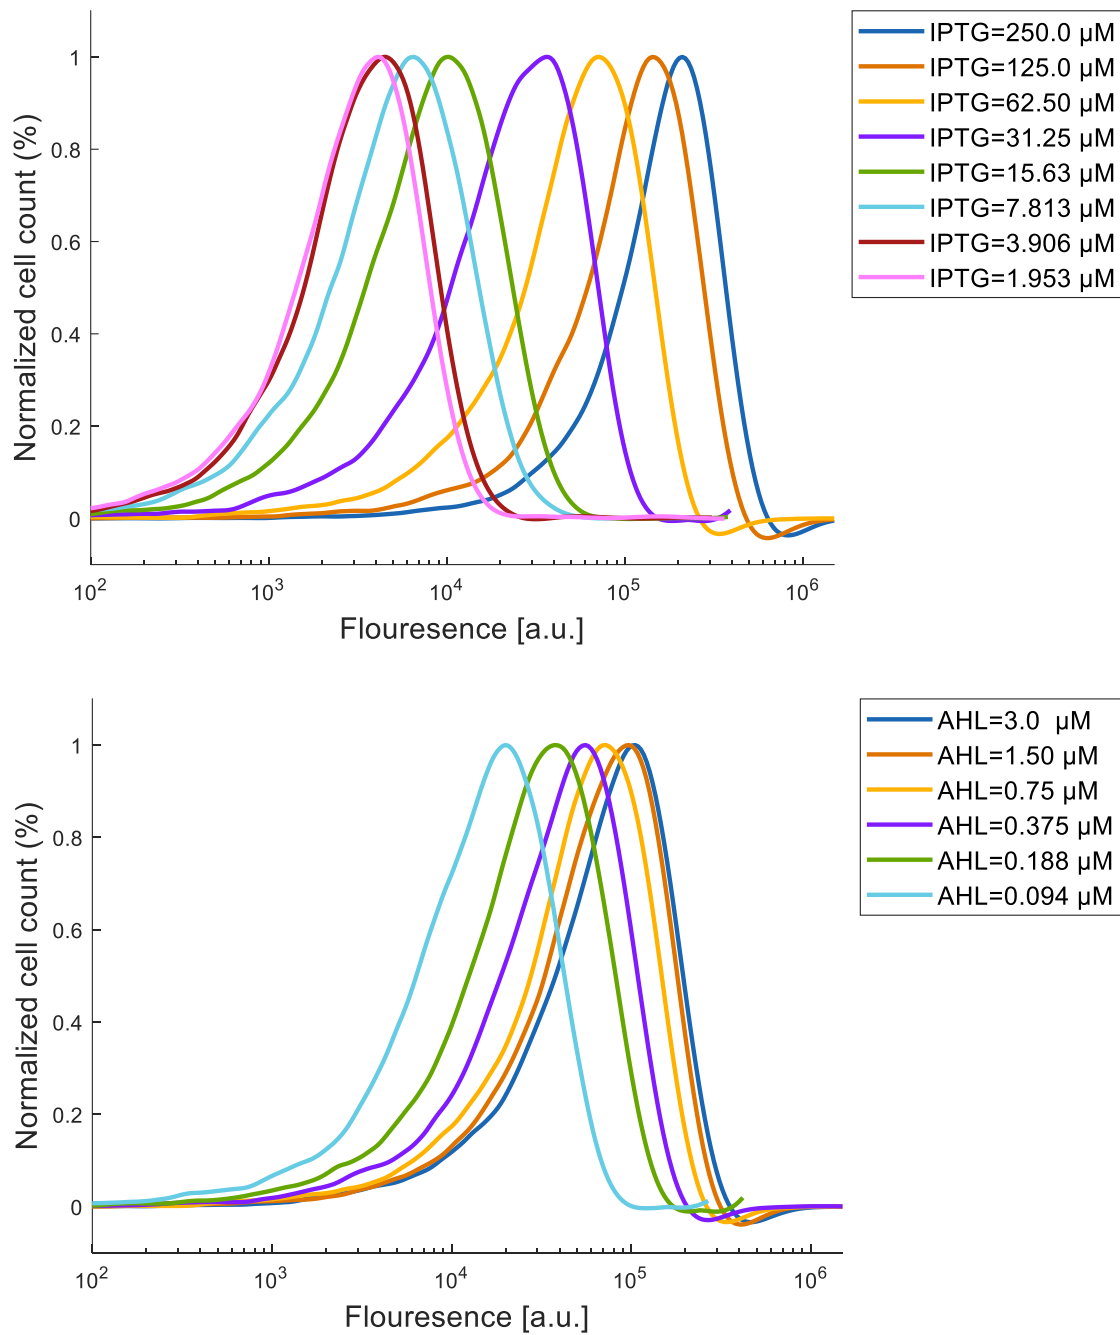 Normalized cell count (%)
1
0.8
0.6
0.4
0.2
0
10^2
10^3
10^4
10^5
10^6
Flouresence [a.u.]
IPTG=250.0 µM
IPTG=125.0 µM
IPTG=62.50 µM
IPTG=31.25 µM
IPTG=15.63 µM
IPTG=7.813 µM
IPTG=3.906 µM
IPTG=1.953 µM
Normalized cell count (%)
1
0.8
0.6
0.4
0.2
0
10^2
10^3
10^4
10^5
10^6
Flouresence [a.u.]
AHL=3.0 µM
AHL=1.50 µM
AHL=0.75 µM
AHL=0.375 µM
AHL=0.188 µM
AHL=0.094 µM